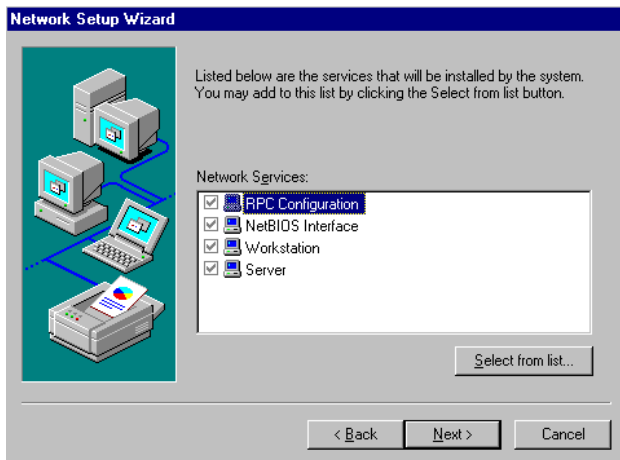 Network Setup Wizard
Listed below are the services that will be installed by the system.
You may add to this list by clicking the Select from list button.
Network Services:
RPC Configuration
NetBIOS Interface
Workstation
Server
Select from list...
< Back Next > Cancel